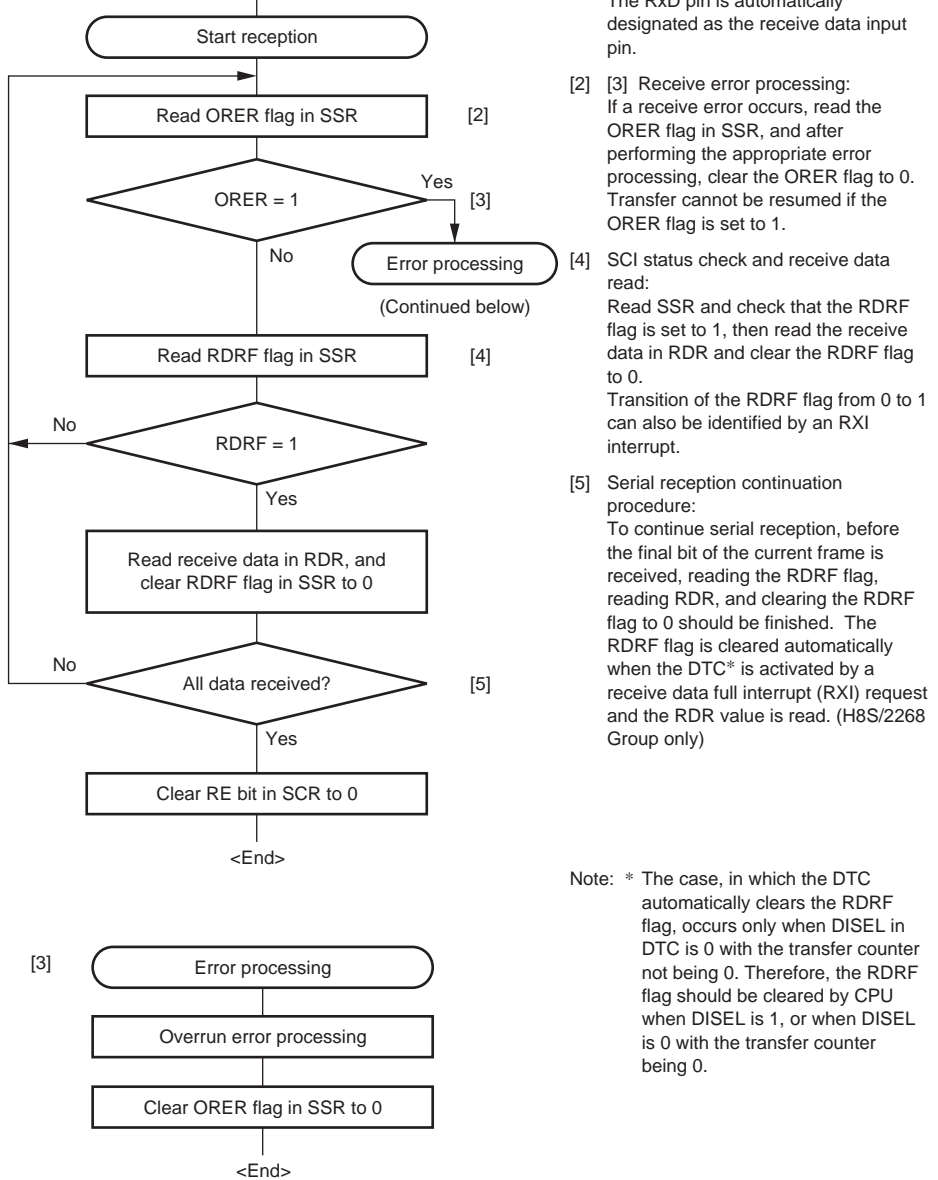 The RxD pin is automatically
designated as the receive data input
pin.
Start reception
[2] [3] Receive error processing:
If a receive error occurs, read the
ORER flag in SSR, and after
performing the appropriate error
processing, clear the ORER flag to 0.
Transfer cannot be resumed if the
ORER flag is set to 1.
Read ORER flag in SSR
[2]
ORER = 1
Yes
[3]
No
Error processing
(Continued below)
[4] SCI status check and receive data
read:
Read SSR and check that the RDRF
flag is set to 1, then read the receive
data in RDR and clear the RDRF flag
to 0.
Transition of the RDRF flag from 0 to 1
can also be identified by an RXI
interrupt.
Read RDRF flag in SSR
[4]
No
RDRF = 1
Yes
[5] Serial reception continuation
procedure:
To continue serial reception, before
the final bit of the current frame is
received, reading the RDRF flag,
reading RDR, and clearing the RDRF
flag to 0 should be finished. The
RDRF flag is cleared automatically
when the DTC* is activated by a
receive data full interrupt (RXI) request
and the RDR value is read. (H8S/2268
Group only)
Read receive data in RDR, and
clear RDRF flag in SSR to 0
No
All data received?
[5]
Yes
Clear RE bit in SCR to 0
<End>
Note: * The case, in which the DTC
automatically clears the RDRF
flag, occurs only when DISEL in
DTC is 0 with the transfer counter
not being 0. Therefore, the RDRF
flag should be cleared by CPU
when DISEL is 1, or when DISEL
is 0 with the transfer counter
being 0.
[3]
Error processing
Overrun error processing
Clear ORER flag in SSR to 0
<End>